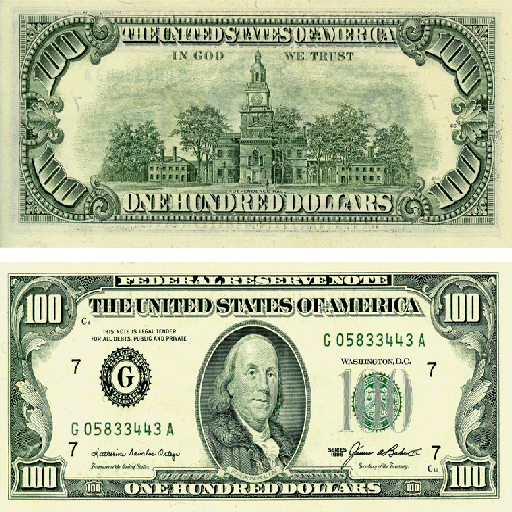 THE UNITED STATES OF AMERICA
IN GOD WE TRUST
100 100
INDEPENDENCE HALL
100 100
ONE HUNDRED DOLLARS
FEDERAL RESERVE NOTE
100 THE UNITED STATES OF AMERICA 100
THIS NOTE IS LEGAL TENDER
FOR ALL DEBTS, PUBLIC AND PRIVATE
G 05833443 A
WASHINGTON, D.C.
7 7
G
100
G 05833443 A
7 7
SERIES
Treasurer of the United States.
Secretary of the Treasury.
100 100
ONE HUNDRED DOLLARS